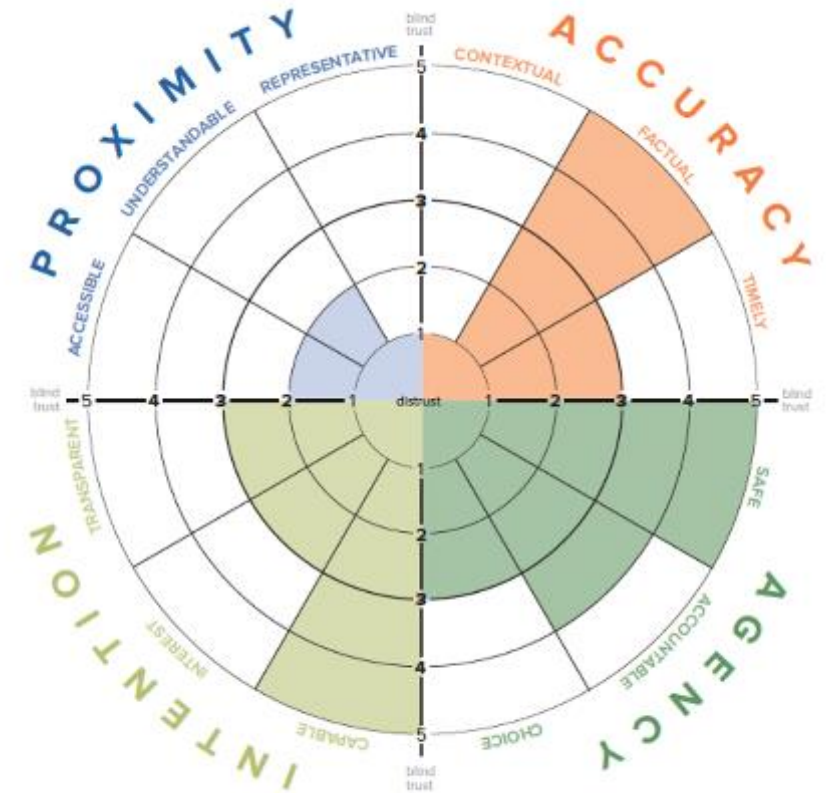 blind
trust
PROXIMITY
ACCURACY
REPRESENTATIVE
CONTEXTUAL
UNDERSTANDABLE
FACTUAL
ACCESSIBLE
TIMELY
5
4
3
2
1
blind
trust
5
4
3
2
1
distrust
1
2
3
4
5
blind
trust
1
2
3
4
5
TRANSPARENT
SAFE
INTEREST
ACCOUNTABLE
CAPABLE
CHOICE
INTENTION
AGENCY
blind
trust